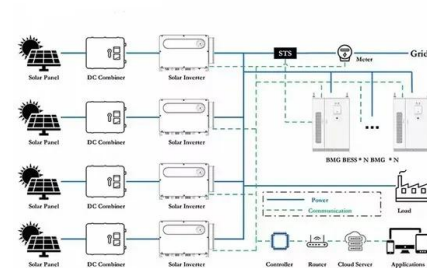 STS
Meter
Grid
Solar Panel DC Combiner Solar Inverter
Solar Panel DC Combiner Solar Inverter
BMG BESS * N BMG * N
Solar Panel DC Combiner Solar Inverter
Power
Communication
Load
Solar Panel DC Combiner Solar Inverter
Controller Router Cloud Server Applications